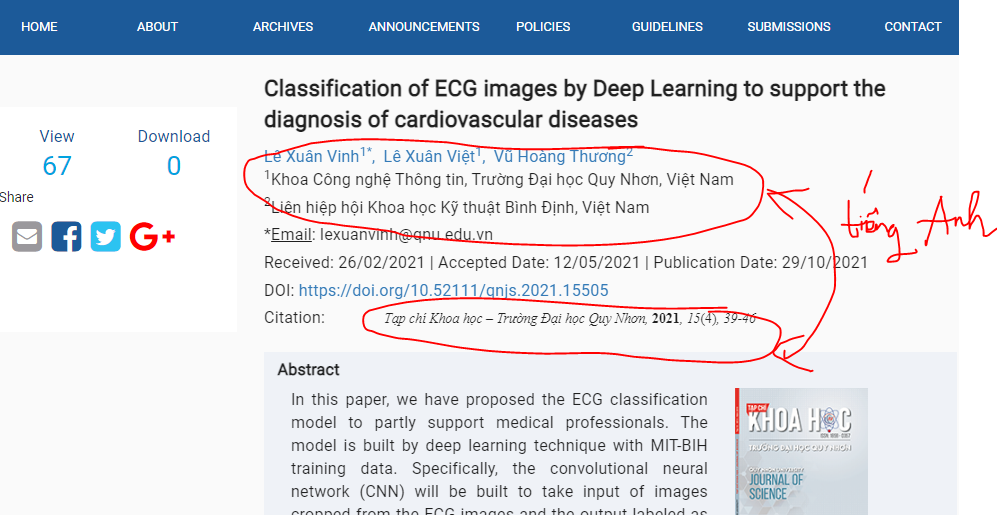 HOME ABOUT ARCHIVES ANNOUNCEMENTS POLICIES GUIDELINES SUBMISSIONS CONTACT
Classification of ECG images by Deep Learning to support the
diagnosis of cardiovascular diseases
View Download
67 0
Share
Lê Xuân Vinh1*, Lê Xuân Việt1, Vũ Hoàng Thương2
1Khoa Công nghệ Thông tin, Trường Đại học Quy Nhơn, Việt Nam
2Liên hiệp hội Khoa học Kỹ thuật Bình Định, Việt Nam
*Email: lexuanvinh@qnu.edu.vn
tiếng Anh
Received: 26/02/2021 | Accepted Date: 12/05/2021 | Publication Date: 29/10/2021
DOI: https://doi.org/10.52111/qnjs.2021.15505
Citation: Tạp chí Khoa học – Trường Đại học Quy Nhơn, 2021, 15(4), 39-46
Abstract
In this paper, we have proposed the ECG classification
model to partly support medical professionals. The
model is built by deep learning technique with MIT-BIH
training data. Specifically, the convolutional neural
network (CNN) will be built to take input of images
cropped from the ECG images and the output labeled as
TẠP CHÍ
KHOA HỌC
TRƯỜNG ĐẠI HỌC QUY NHƠN
QUY NHON UNIVERSITY
JOURNAL OF
SCIENCE